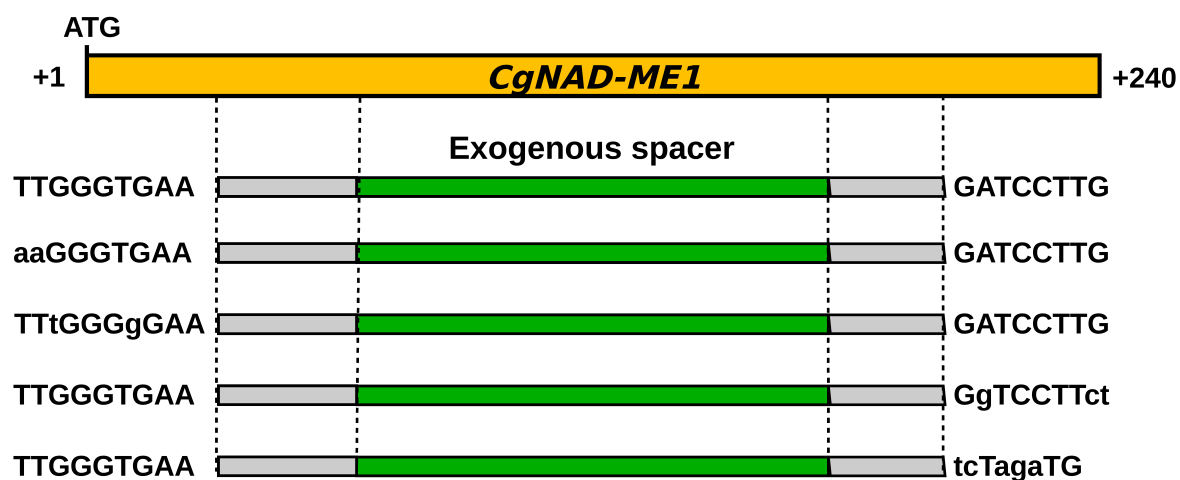 ATG
+1 CgNAD-ME1 +240
Exogenous spacer
TTGGGTGAA GATCCTTG
aaGGGTGAA GATCCTTG
TTtGGGgGAA GATCCTTG
TTGGGTGAA GgTCCTTct
TTGGGTGAA tcTagaTG